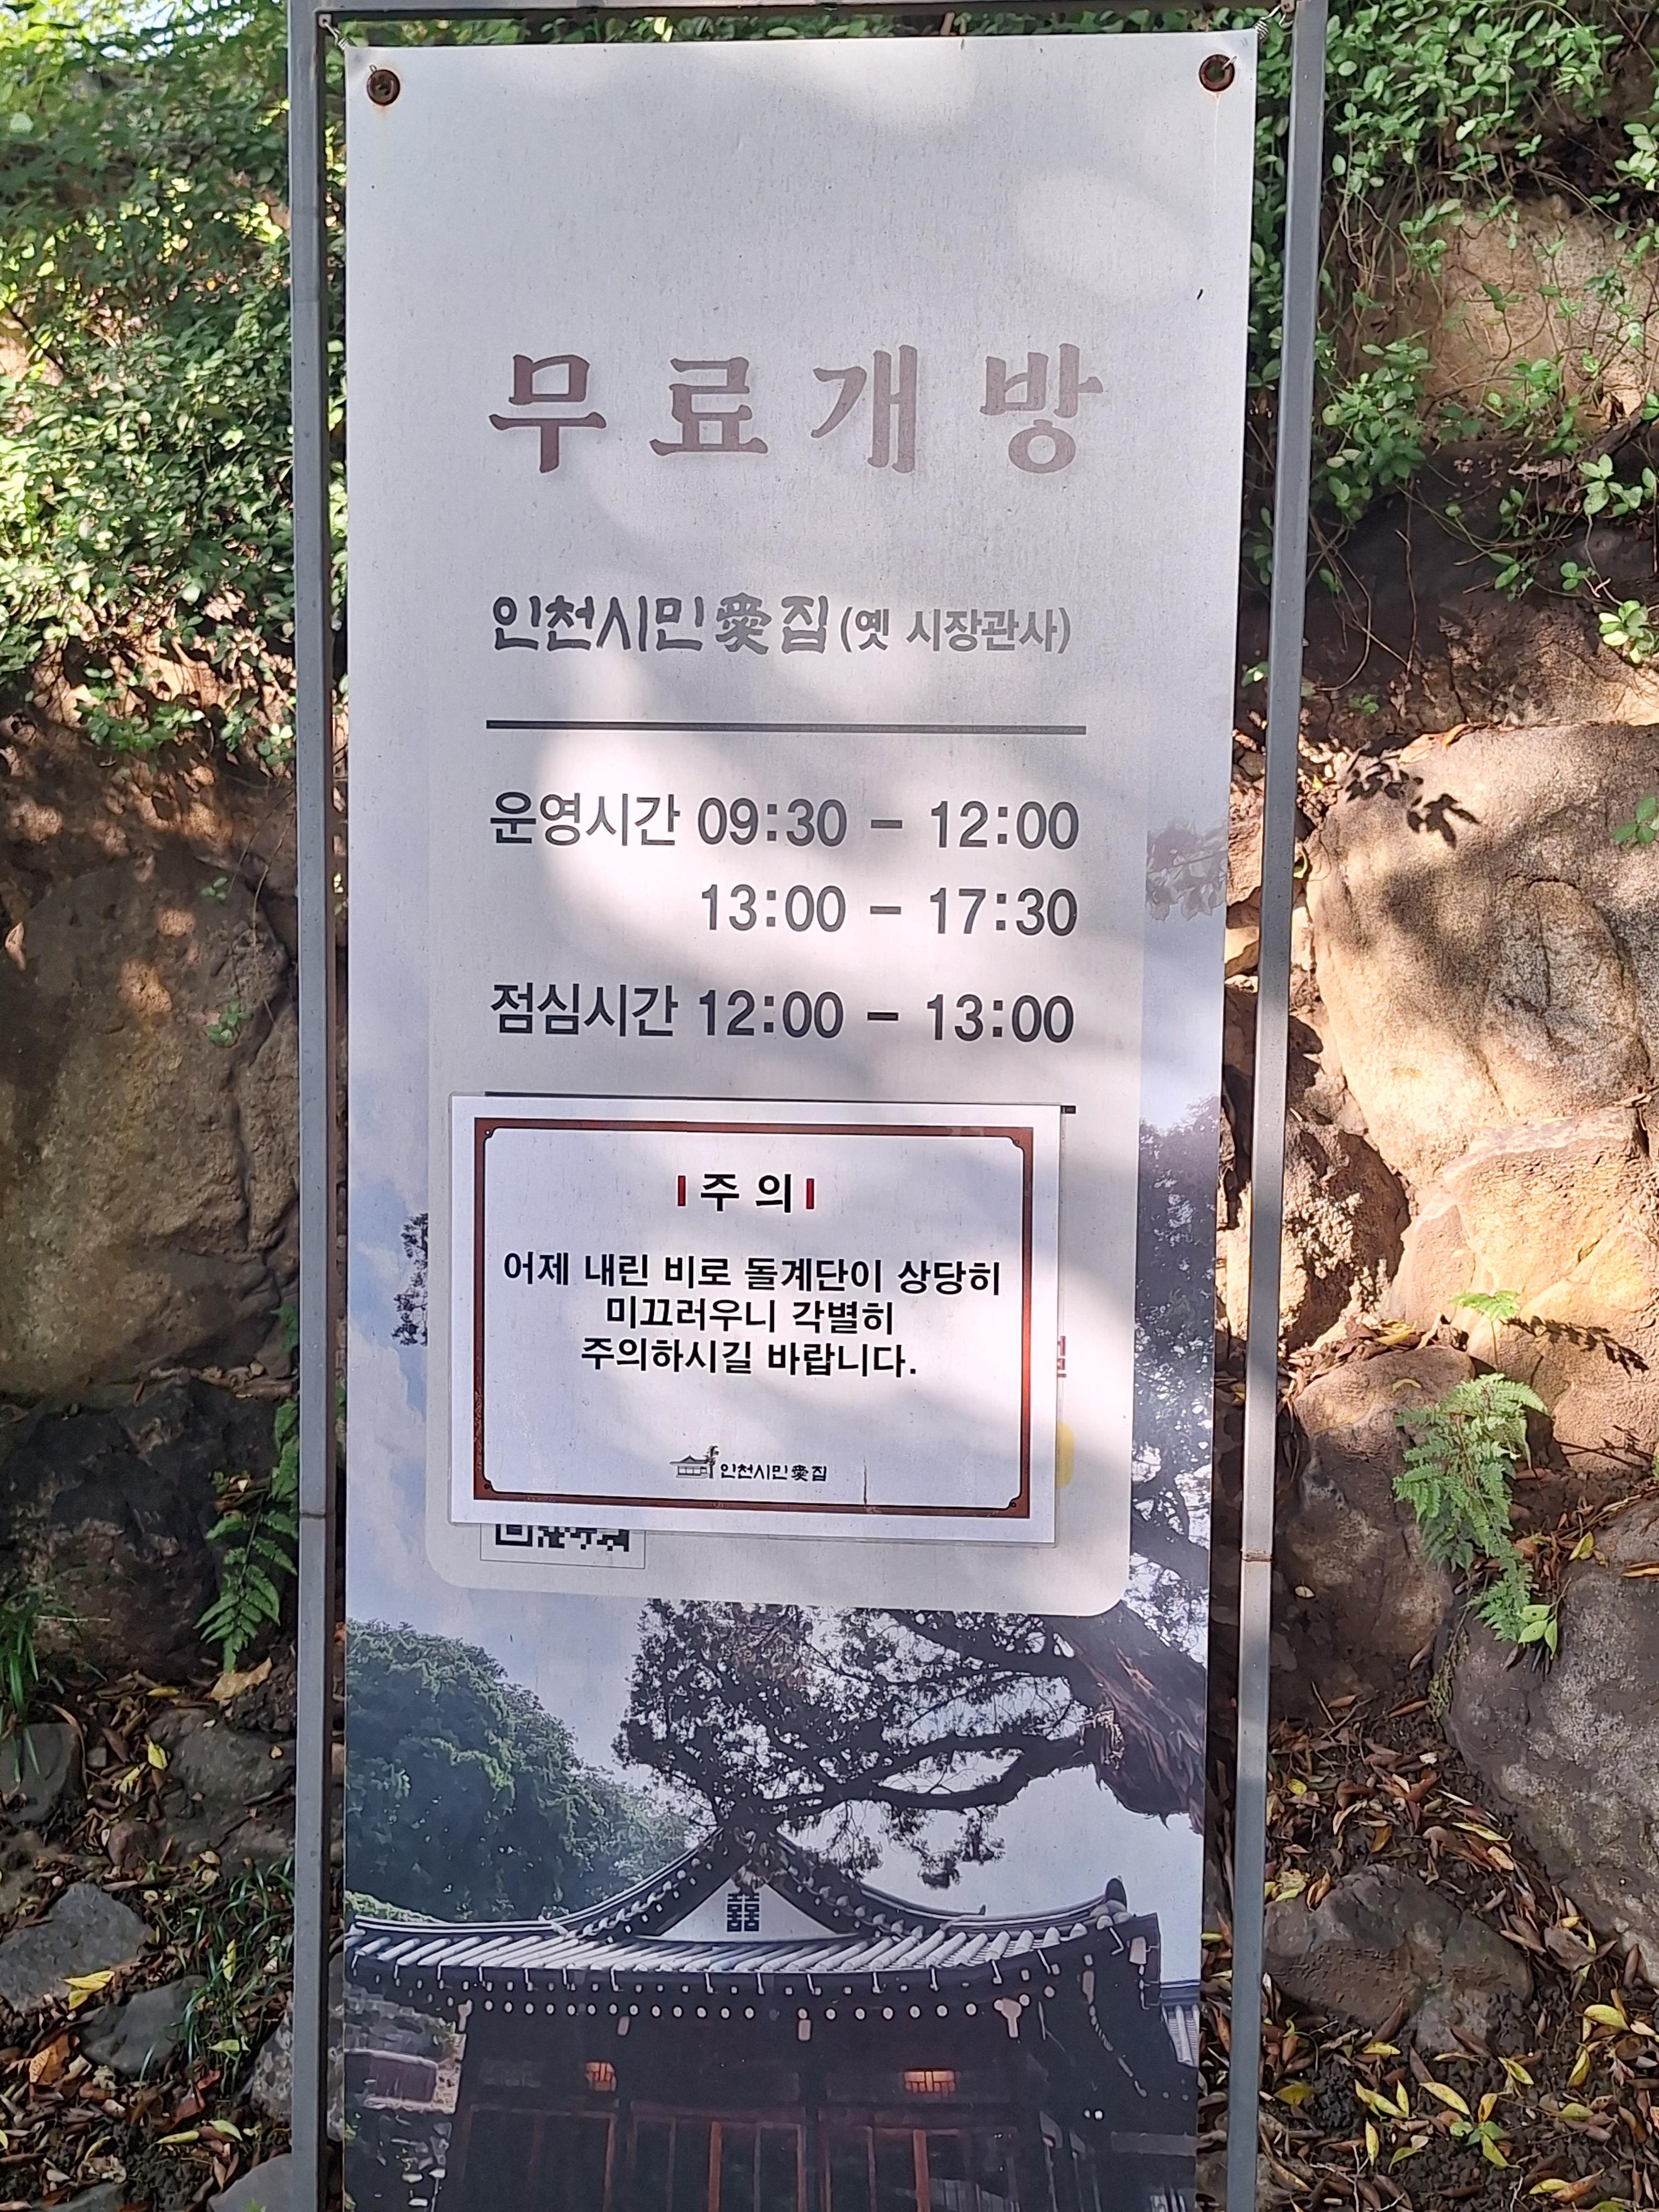 무료개방
인천시민愛집(옛 시장관사)
운영시간 09:30 - 12:00
13:00 - 17:30
점심시간 12:00 - 13:00
주 의
어제 내린 비로 돌계단이 상당히
미끄러우니 각별히
주의하시길 바랍니다.
인천시민愛집
囍